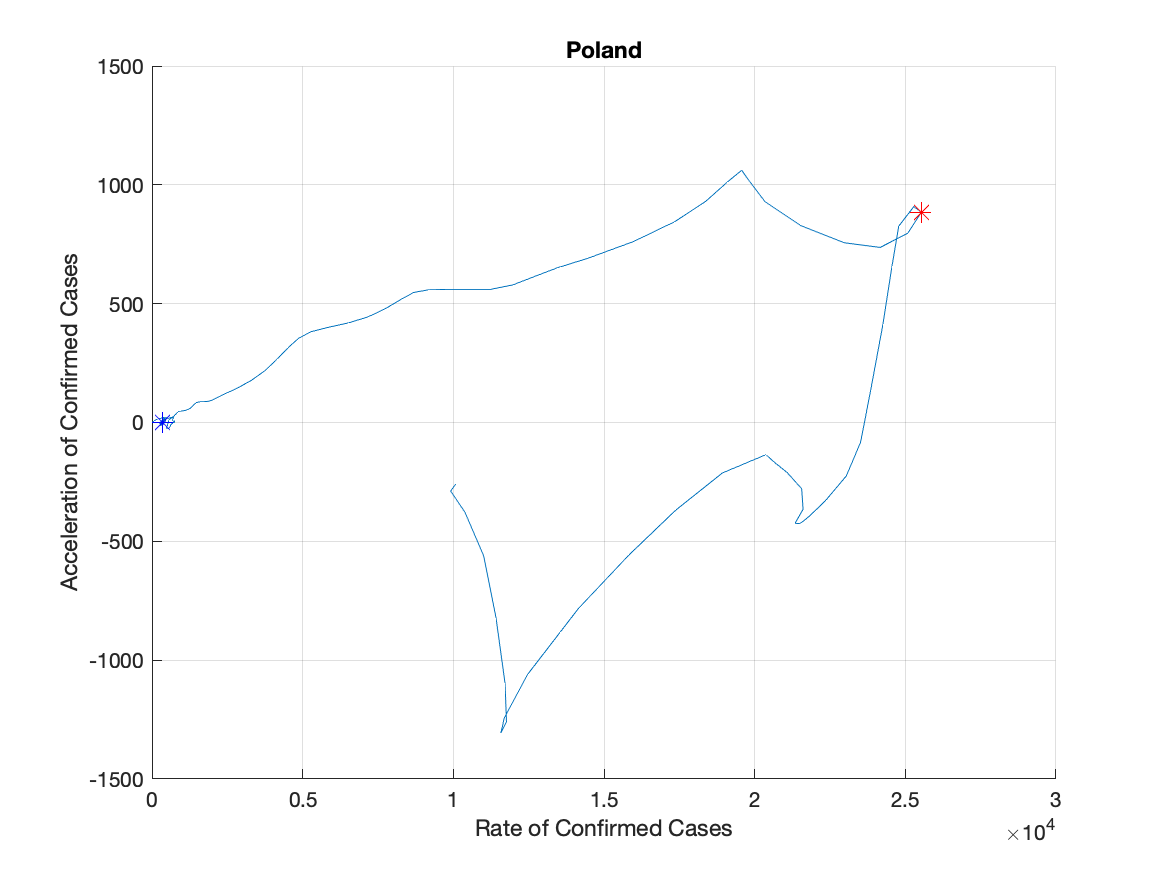 Poland
1500
1000
500
0
-500
-1000
-1500
Acceleration of Confirmed Cases
0 0.5 1 1.5 2 2.5 3
Rate of Confirmed Cases
×10^4